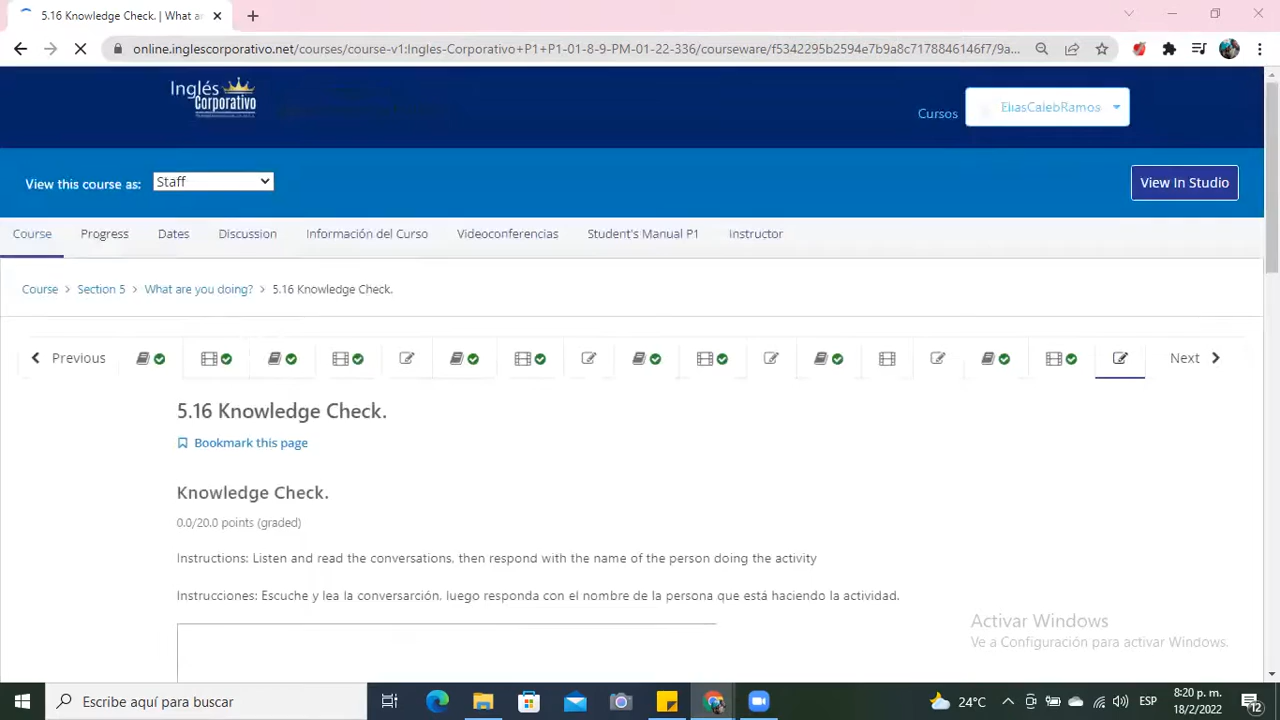 5.16 Knowledge Check. | What ar
online.inglescorporativo.net/courses/course-v1:Ingles-Corporativo+P1+P1-01-8-9-PM-01-22-336/courseware/f5342295b2594e7b9a8c7178846146f7/9a...
Inglés
Corporativo
Cursos
EliasCalebRamos
View this course as:
Staff
View In Studio
Course
Progress
Dates
Discussion
Información del Curso
Videoconferencias
Student's Manual P1
Instructor
Course > Section 5 > What are you doing? > 5.16 Knowledge Check.
Previous
Next
5.16 Knowledge Check.
Bookmark this page
Knowledge Check.
0.0/20.0 points (graded)
Instructions: Listen and read the conversations, then respond with the name of the person doing the activity
Instrucciones: Escuche y lea la conversarción, luego responda con el nombre de la persona que está haciendo la actividad.
Activar Windows
Ve a Configuración para activar Windows.
Escribe aquí para buscar
24°C
ESP
8:20 p. m.
18/2/2022
12